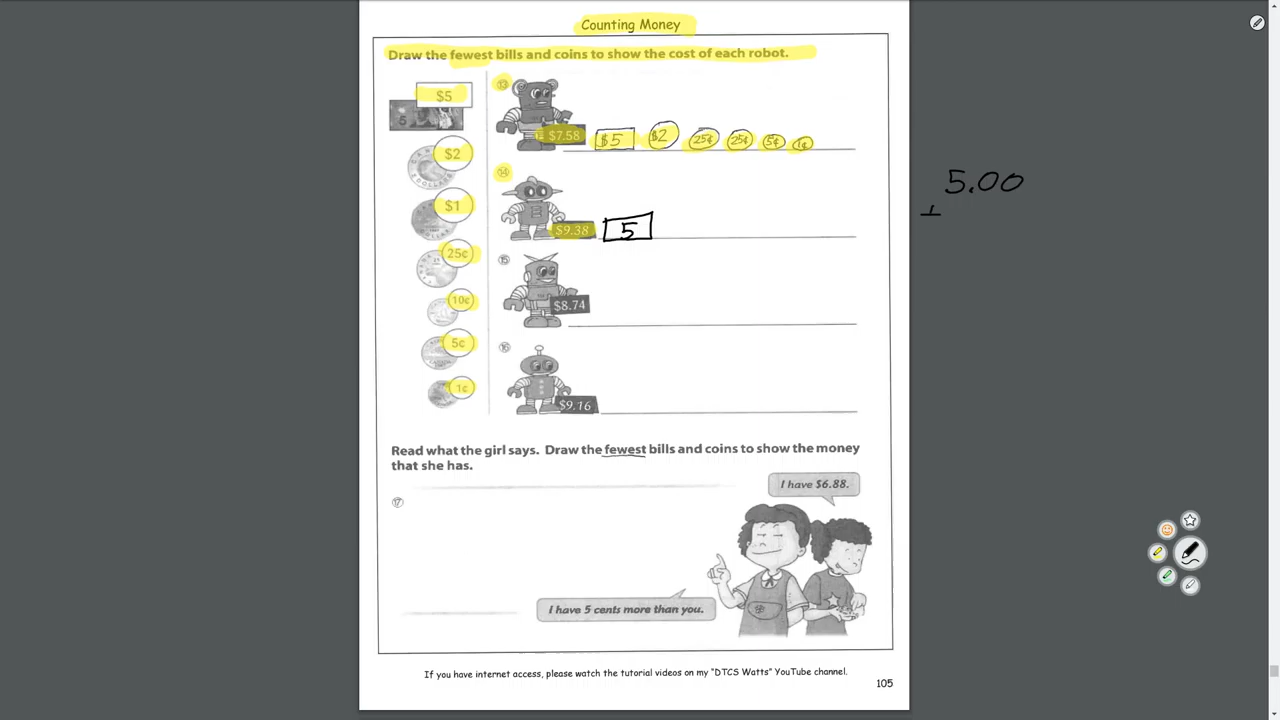 Counting Money
Draw the fewest bills and coins to show the cost of each robot.
$5
5
$2
$1
25¢
10¢
5¢
1¢
⑬
$7.58 $5 $2 25¢ 25¢ 5¢ 1¢
⑭
$9.38 5
⑮
$8.74
⑯
$9.16
5.00
+
Read what the girl says. Draw the fewest bills and coins to show the money
that she has.
⑰
I have $6.88.
I have 5 cents more than you.
If you have internet access, please watch the tutorial videos on my "DTCS Watts" YouTube channel.
105